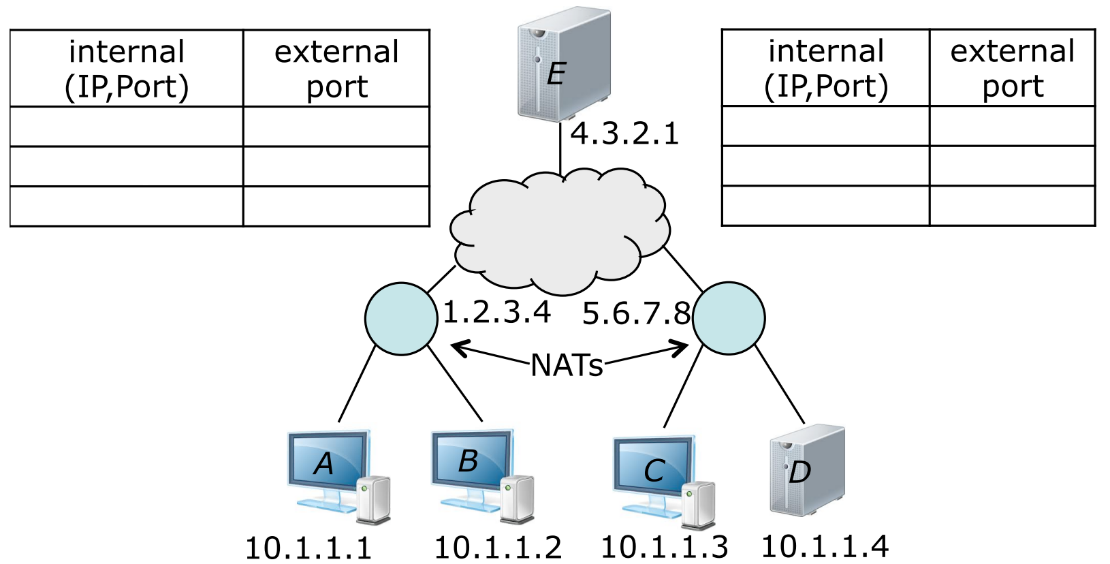 internal
(IP,Port)
external
port
E
internal
(IP,Port)
external
port
4.3.2.1
1.2.3.4
5.6.7.8
NATs
A
B
C
D
10.1.1.1
10.1.1.2
10.1.1.3
10.1.1.4